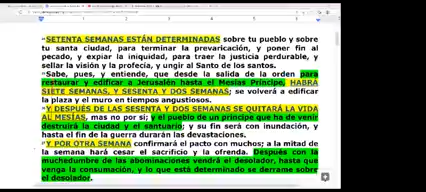 "SETENTA SEMANAS ESTÁN DETERMINADAS sobre tu pueblo y sobre
tu santa ciudad, para terminar la prevaricación, y poner fin al
pecado, y expiar la iniquidad, para traer la justicia perdurable, y
sellar la visión y la profecía, y ungir al Santo de los santos.
"Sabe, pues, y entiende, que desde la salida de la orden para
restaurar y edificar a Jerusalén hasta el Mesías Príncipe, HABRA
SIETE SEMANAS, Y SESENTA Y DOS SEMANAS; se volverá a edificar
la plaza y el muro en tiempos angustiosos.
"Y DESPUÉS DE LAS SESENTA Y DOS SEMANAS SE QUITARÁ LA VIDA
AL MESÍAS, mas no por sí; y el pueblo de un príncipe que ha de venir
destruirá la ciudad y el santuario; y su fin será con inundación, y
hasta el fin de la guerra durarán las devastaciones.
"Y POR OTRA SEMANA confirmará el pacto con muchos; a la mitad de
la semana hará cesar el sacrificio y la ofrenda. Después con la
muchedumbre de las abominaciones vendrá el desolador, hasta que
venga la consumación, y lo que está determinado se derrame sobre
el desolador.